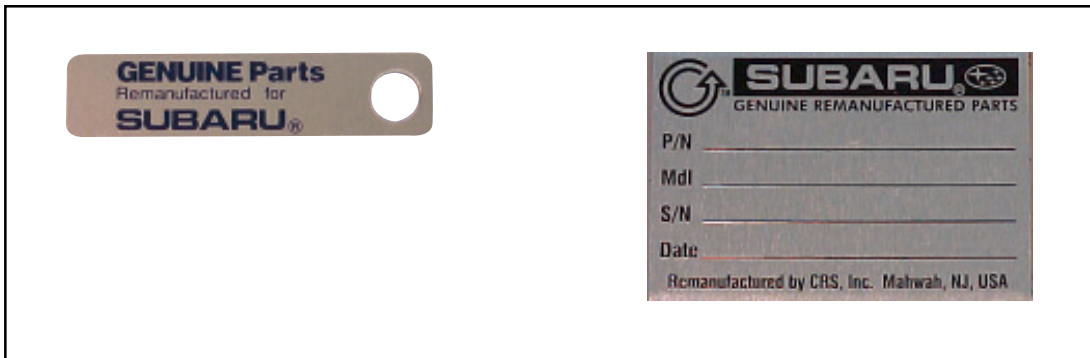 GENUINE Parts
Remanufactured for
SUBARU®
SUBARU®
GENUINE REMANUFACTURED PARTS
P/N
Mdl
S/N
Date
Remanufactured by CRS, Inc. Mahwah, NJ, USA